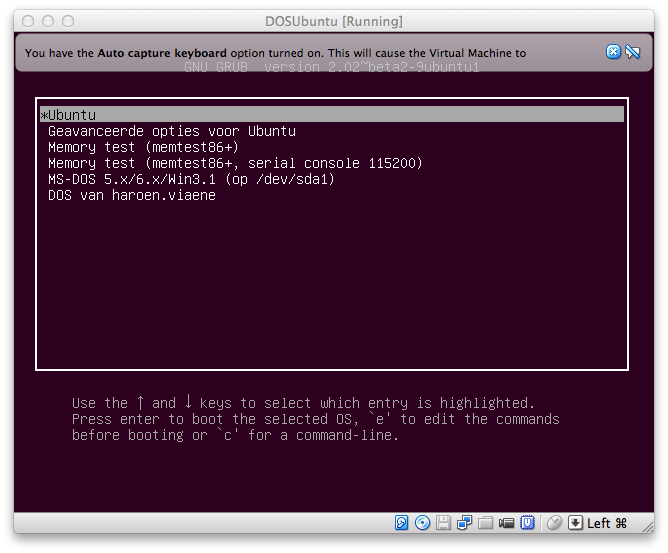 DOSUbuntu [Running]
You have the Auto capture keyboard option turned on. This will cause the Virtual Machine to
GNU GRUB version 2.02~beta2-9ubuntu1
*Ubuntu
Geavanceerde opties voor Ubuntu
Memory test (memtest86+)
Memory test (memtest86+, serial console 115200)
MS-DOS 5.x/6.x/Win3.1 (op /dev/sda1)
DOS van haroen.viaene
Use the ↑ and ↓ keys to select which entry is highlighted.
Press enter to boot the selected OS, `e' to edit the commands
before booting or `c' for a command-line.
Left ⌘